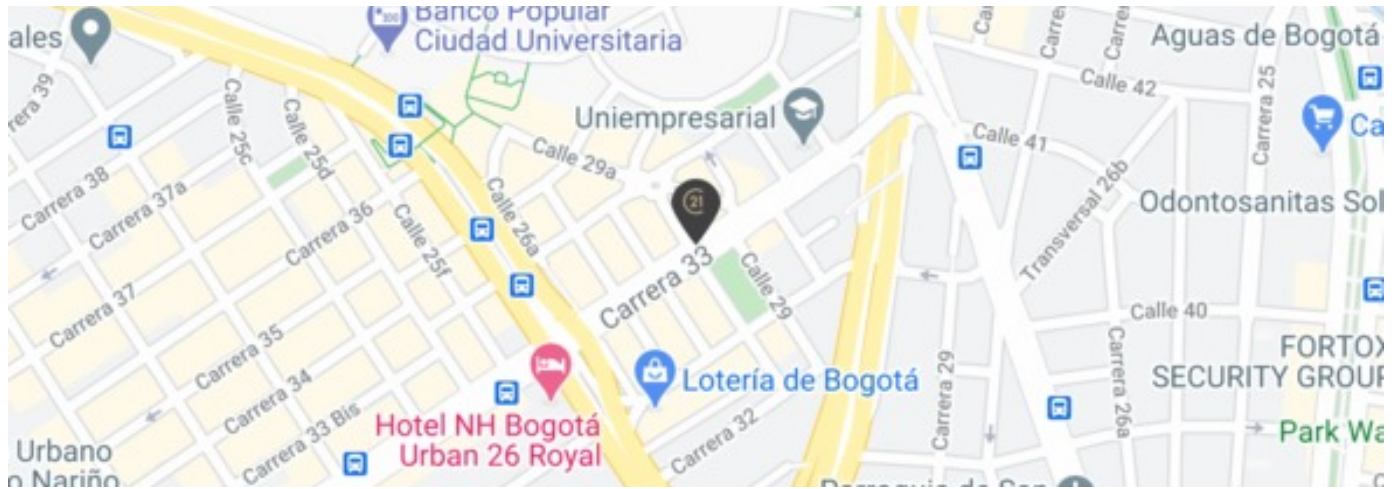 ales
Banco Popular
Ciudad Universitaria
Aguas de Bogotá
Calle 42
Carrera 25
Carrera 39
Calle 25c
Calle 25d
Uniempresarial
Calle 41
Calle 29a
Carrera 38
Carrera 37a
21
Transversal 26b
Odontosanitas Sol
Calle 26a
Carrera 36
Calle 25f
Carrera 33
Calle 29
Carrera 37
Calle 40
Carrera 35
FORTOX
SECURITY GROUP
Lotería de Bogotá
Carrera 34
Carrera 29
Carrera 26a
Hotel NH Bogotá
Urban 26 Royal
Carrera 33 Bis
Carrera 32
Park Wa
Urbano
o Nariño